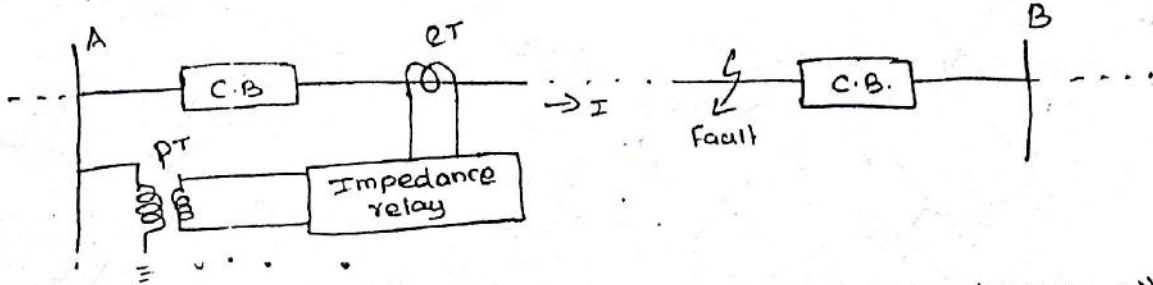 A
B
CT
C.B
C.B.
→ I
Fault
PT
Impedance
relay